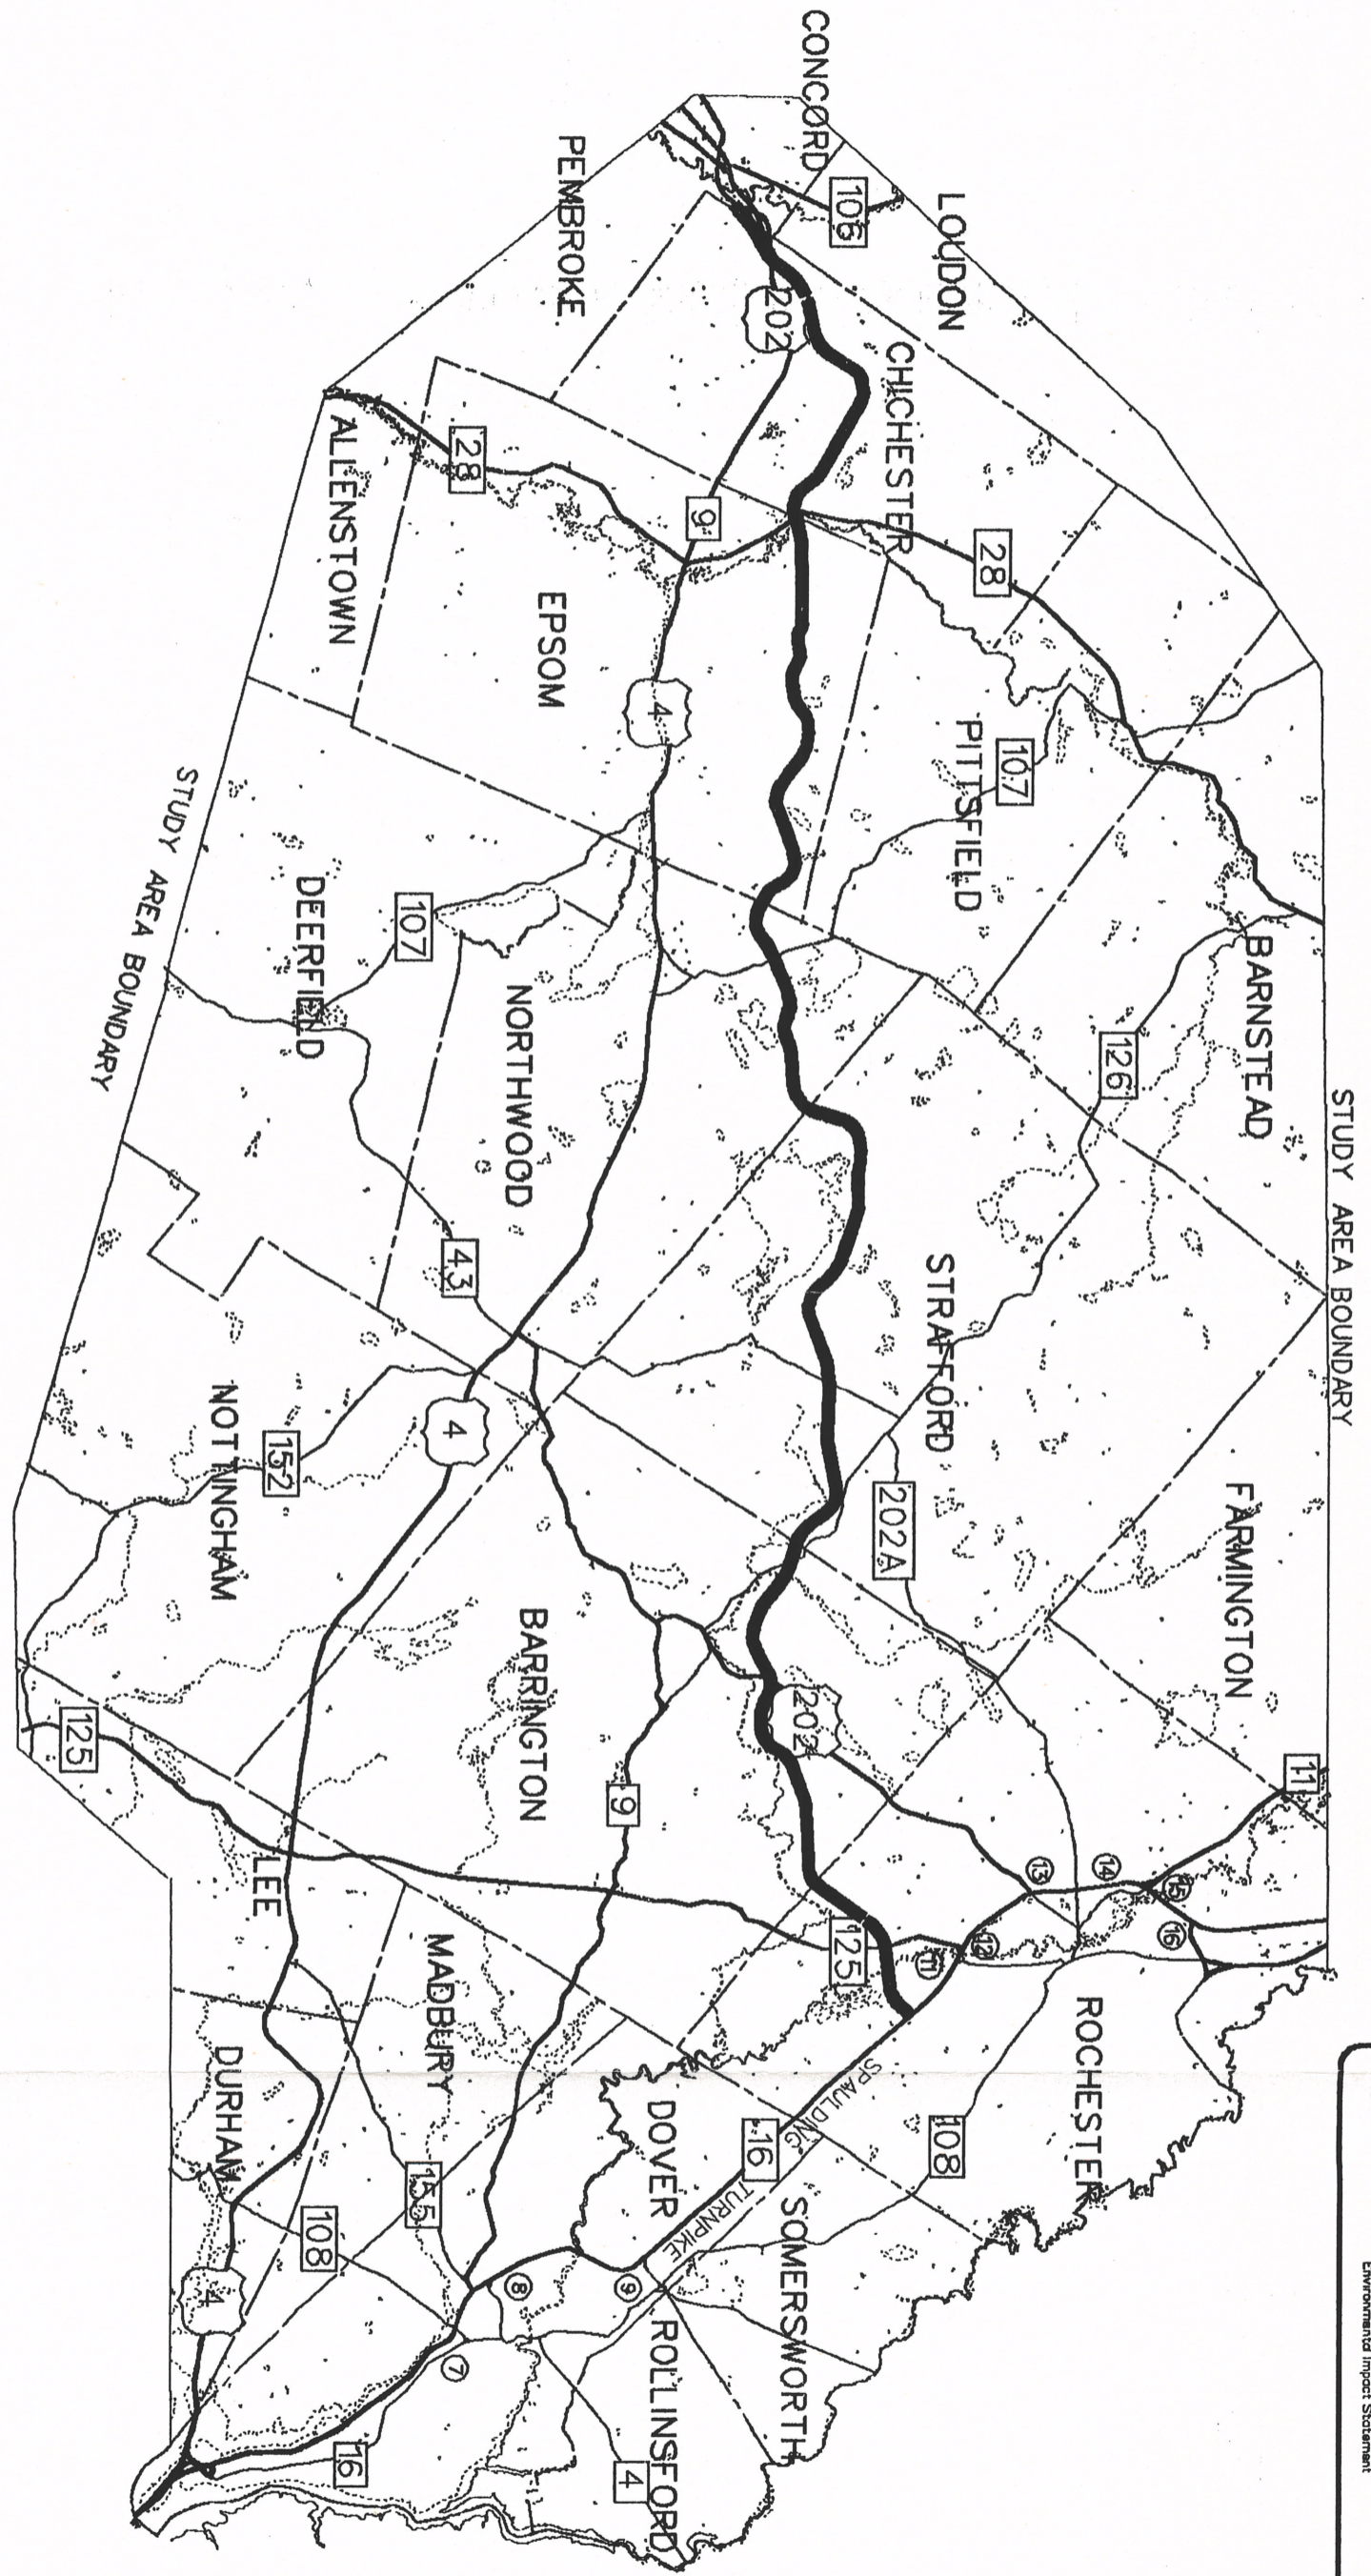 STUDY AREA BOUNDARY
Environmental Impact Statement
CONCORD
LOUDON
106
PEMBROKE
202
CHICHESTER
28
28
9
ALLENSTOWN
EPSOM
4
PITTSFIELD
107
BARNSTEAD
126
STUDY AREA BOUNDARY
DEERFIELD
107
NORTHWOOD
43
STRAFFORD
202A
FARMINGTON
11
NOTTINGHAM
152
4
BARRINGTON
9
202
125
LEE
125
13
14
15
16
12
11
ROCHESTER
MADBURY
DURHAM
155
108
4
DOVER
SPAULDING
16
TURNPIKE
108
SOMERSWORTH
8
9
7
ROLLINSFORD
4
16